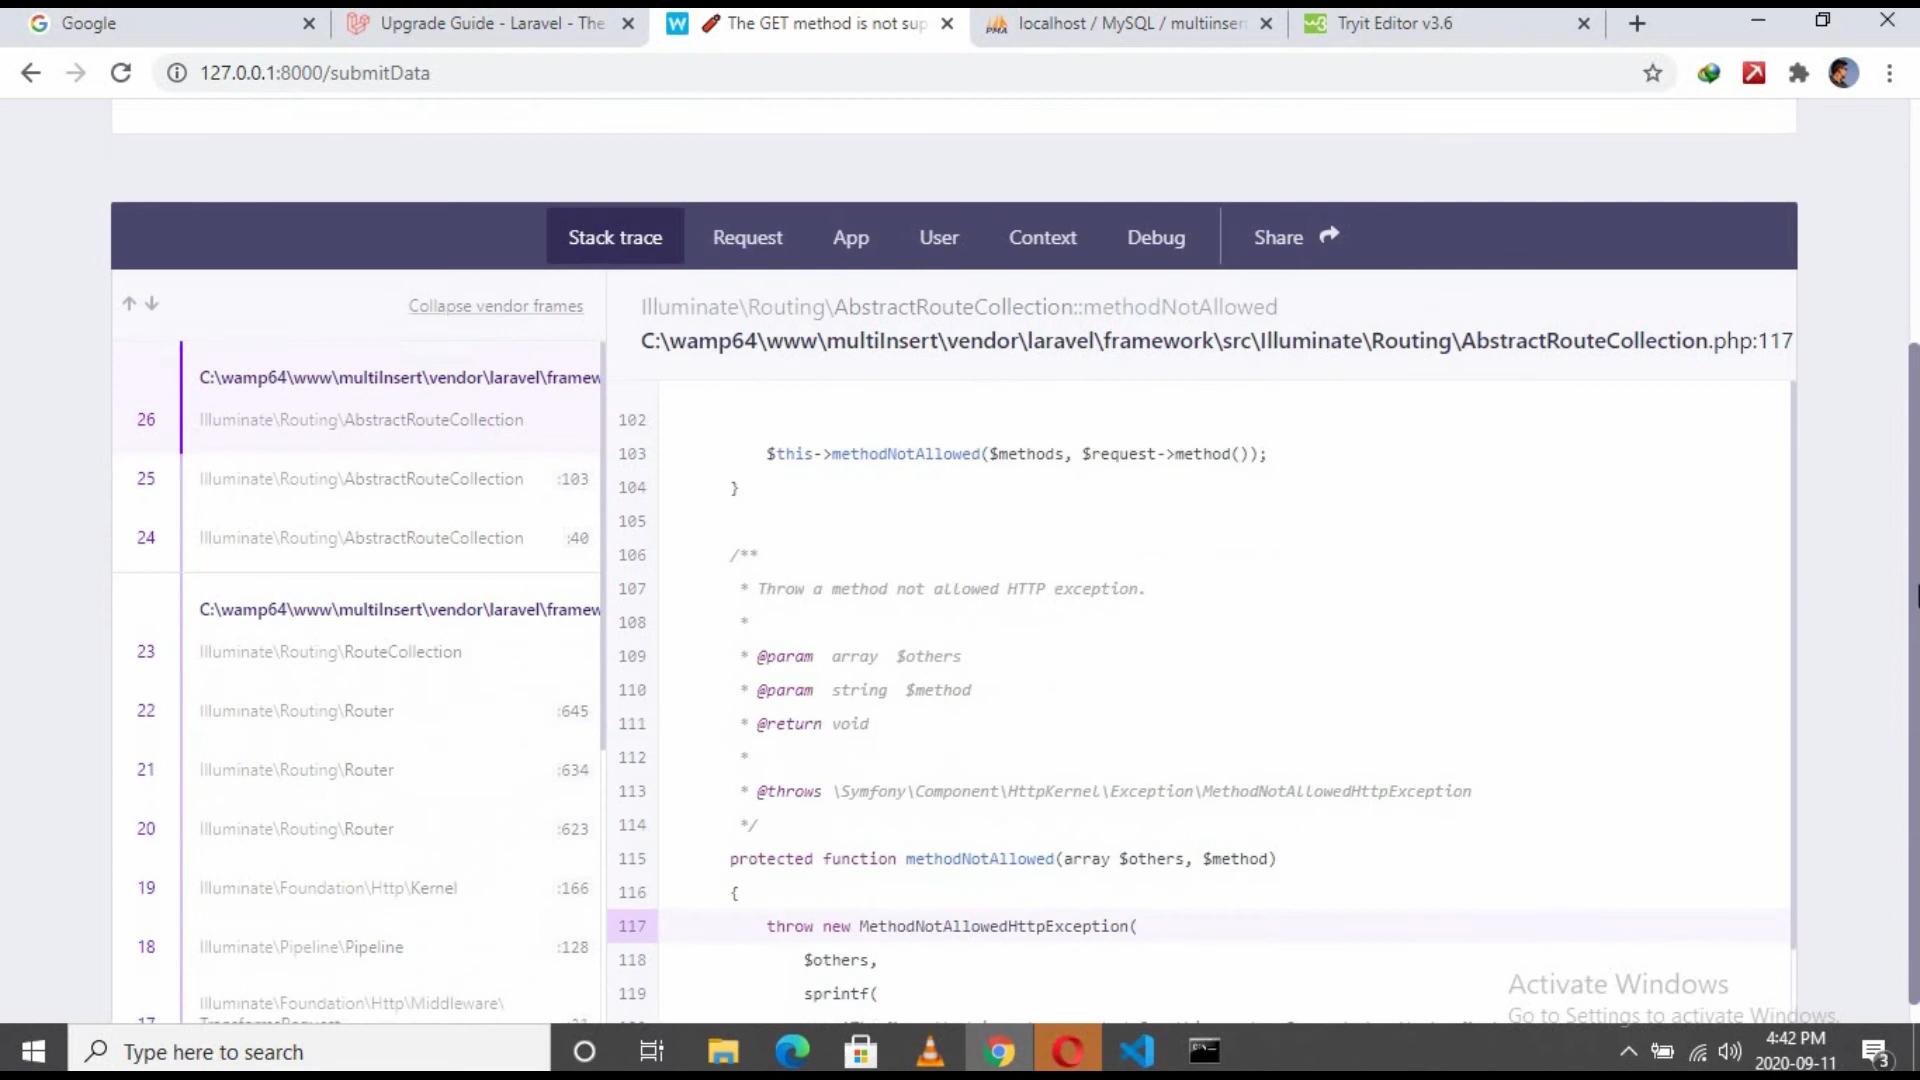 Google
Upgrade Guide - Laravel - The
The GET method is not sup
localhost / MySQL / multiinser
Tryit Editor v3.6
127.0.0.1:8000/submitData
Stack trace
Request
App
User
Context
Debug
Share
Collapse vendor frames
Illuminate\Routing\AbstractRouteCollection::methodNotAllowed
C:\wamp64\www\multiInsert\vendor\laravel\framework\src\Illuminate\Routing\AbstractRouteCollection.php:117
C:\wamp64\www\multiInsert\vendor\laravel\framew
26 Illuminate\Routing\AbstractRouteCollection
25 Illuminate\Routing\AbstractRouteCollection :103
24 Illuminate\Routing\AbstractRouteCollection :40
C:\wamp64\www\multiInsert\vendor\laravel\framew
23 Illuminate\Routing\RouteCollection
22 Illuminate\Routing\Router :645
21 Illuminate\Routing\Router :634
20 Illuminate\Routing\Router :623
19 Illuminate\Foundation\Http\Kernel :166
18 Illuminate\Pipeline\Pipeline :128
Illuminate\Foundation\Http\Middleware\
102
103 $this->methodNotAllowed($methods, $request->method());
104 }
105
106 /**
107 * Throw a method not allowed HTTP exception.
108 *
109 * @param array $others
110 * @param string $method
111 * @return void
112 *
113 * @throws \Symfony\Component\HttpKernel\Exception\MethodNotAllowedHttpException
114 */
115 protected function methodNotAllowed(array $others, $method)
116 {
117 throw new MethodNotAllowedHttpException(
118 $others,
119 sprintf(
Activate Windows
Go to Settings to activate Windows.
Type here to search
4:42 PM
2020-09-11
3